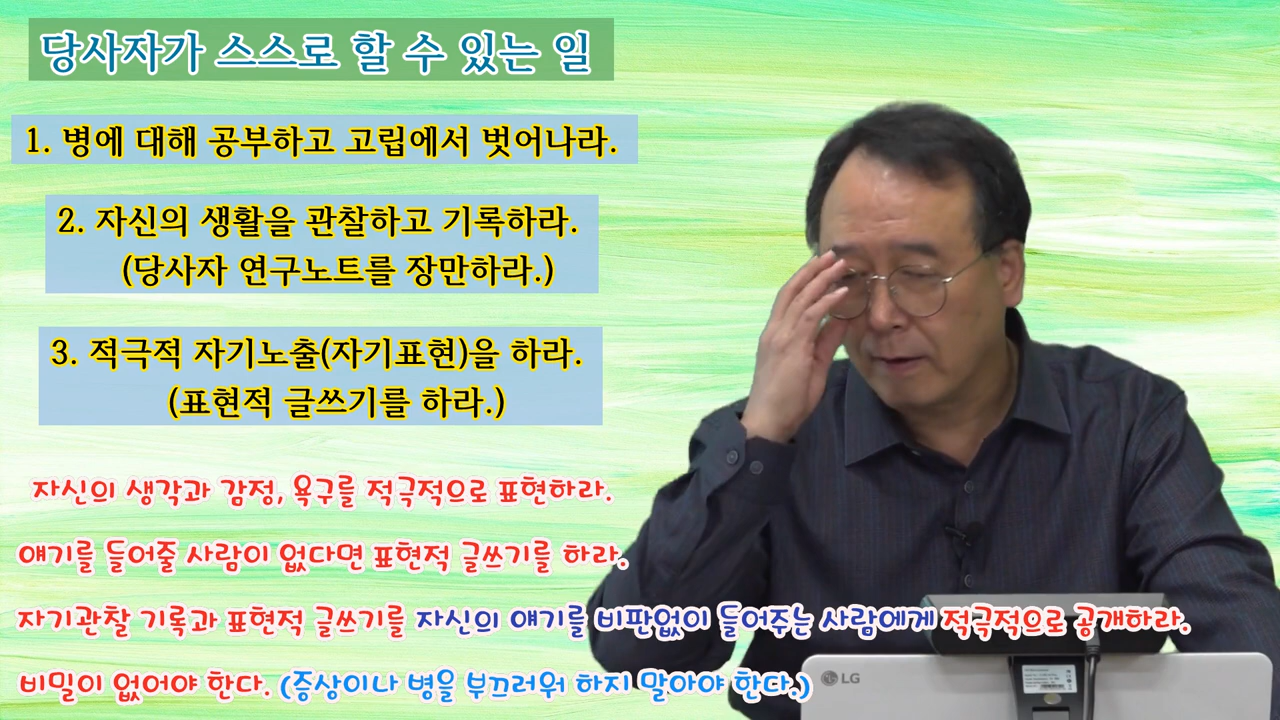 당사자가 스스로 할 수 있는 일
1. 병에 대해 공부하고 고립에서 벗어나라.
2. 자신의 생활을 관찰하고 기록하라.
(당사자 연구노트를 장만하라.)
3. 적극적 자기노출(자기표현)을 하라.
(표현적 글쓰기를 하라.)
자신의 생각과 감정, 욕구를 적극적으로 표현하라.
얘기를 들어줄 사람이 없다면 표현적 글쓰기를 하라.
자기관찰 기록과 표현적 글쓰기를 자신의 얘기를 비판없이 들어주는 사람에게 적극적으로 공개하라.
비밀이 없어야 한다. (증상이나 병을 부끄러워 하지 말아야 한다.)
LG